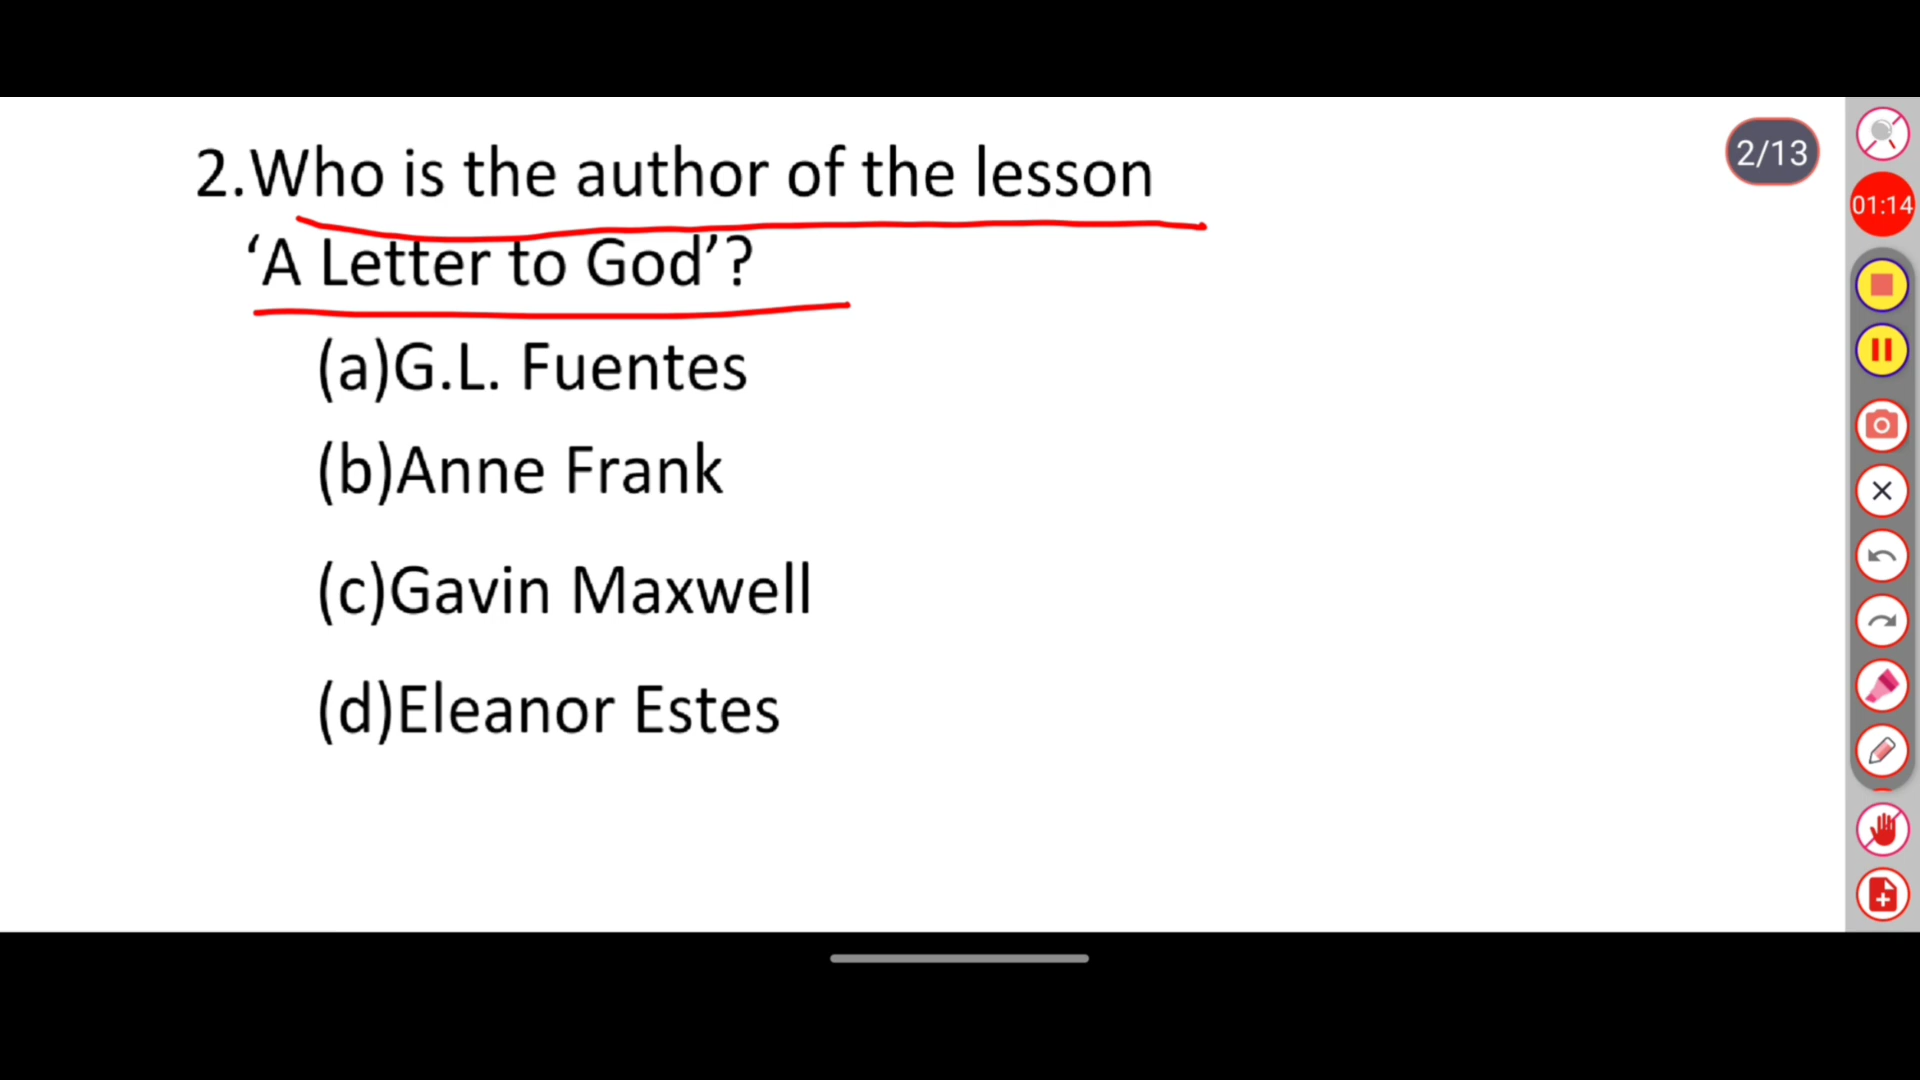 2.Who is the author of the lesson
‘A Letter to God’?
(a)G.L. Fuentes
(b)Anne Frank
(c)Gavin Maxwell
(d)Eleanor Estes
2/13
01:14